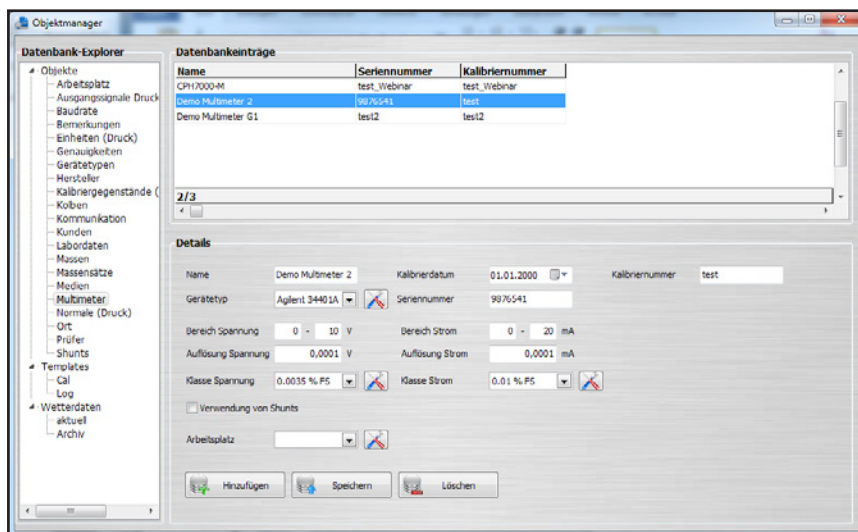 Objektmanager
Datenbank-Explorer
Objekte
Arbeitsplatz
Ausgangssignale Druck
Baudrate
Bemerkungen
Einheiten (Druck)
Genauigkeiten
Gerätetypen
Hersteller
Kalibriergegenstände (
Kolben
Kommunikation
Kunden
Labordaten
Massen
Massensätze
Medien
Multimeter
Normale (Druck)
Ort
Prüfer
Shunts
Templates
Cal
Log
Wetterdaten
aktuell
Archiv
Datenbankeinträge
Name Seriennummer Kalibriernummer
CPH7000-M test_Webinar test_Webinar
Demo Multimeter 2 9876541 test
Demo Multimeter G1 test2 test2
2/3
Details
Name Demo Multimeter 2 Kalibrierdatum 01.01.2000 Kalibriernummer test
Gerätetyp Agilent 34401A Seriennummer 9876541
Bereich Spannung 0 - 10 V Bereich Strom 0 - 20 mA
Auflösung Spannung 0,0001 V Auflösung Strom 0,0001 mA
Klasse Spannung 0.0035 % FS Klasse Strom 0.01 % FS
Verwendung von Shunts
Arbeitsplatz
Hinzufügen Speichern Löschen